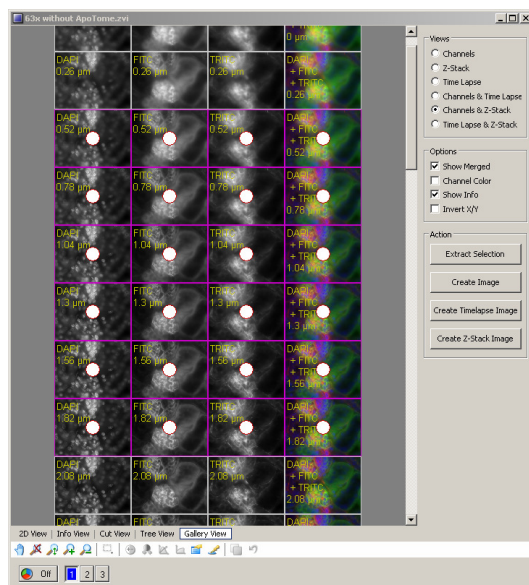 63x without ApoTome.zvi
0 µm
DAPI FITC TRITC DAPI
+ FITC
+ TRITC
0.26 µm 0.26 µm 0.26 µm 0.26 µm
DAPI FITC TRITC DAPI
+ FITC
+ TRITC
0.52 µm 0.52 µm 0.52 µm 0.52 µm
DAPI FITC TRITC DAPI
+ FITC
+ TRITC
0.78 µm 0.78 µm 0.78 µm 0.78 µm
DAPI FITC TRITC DAPI
+ FITC
+ TRITC
1.04 µm 1.04 µm 1.04 µm 1.04 µm
DAPI FITC TRITC DAPI
+ FITC
+ TRITC
1.3 µm 1.3 µm 1.3 µm 1.3 µm
DAPI FITC TRITC DAPI
+ FITC
+ TRITC
1.56 µm 1.56 µm 1.56 µm 1.56 µm
DAPI FITC TRITC DAPI
+ FITC
+ TRITC
1.82 µm 1.82 µm 1.82 µm 1.82 µm
DAPI FITC TRITC DAPI
+ FITC
+ TRITC
2.08 µm 2.08 µm 2.08 µm 2.08 µm
DAPI FITC TRITC DAPI
Views
Channels
Z-Stack
Time Lapse
Channels & Time Lapse
Channels & Z-Stack
Time Lapse & Z-Stack
Options
Show Merged
Channel Color
Show Info
Invert X/Y
Action
Extract Selection
Create Image
Create Timelapse Image
Create Z-Stack Image
2D View | Info View | Cut View | Tree View | Gallery View
Off 1 2 3